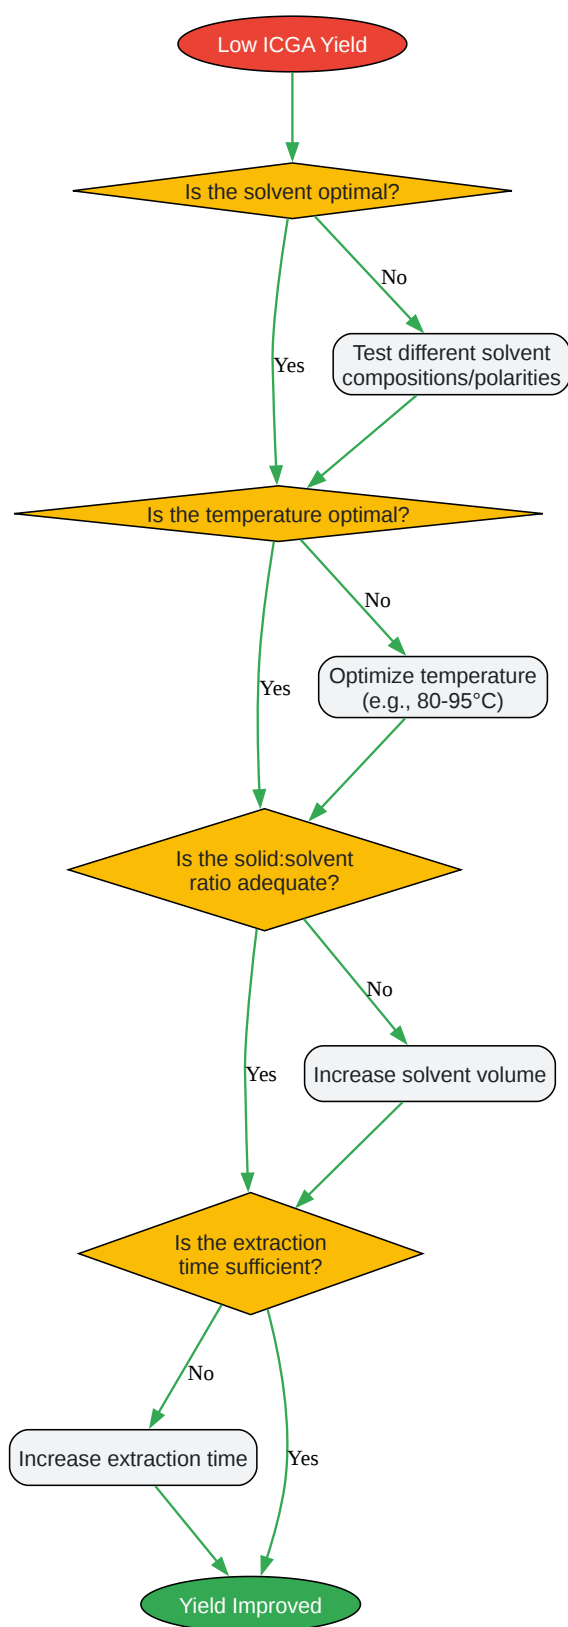 Low ICGA Yield
Is the solvent optimal?
No
Yes
Test different solvent
compositions/polarities
Is the temperature optimal?
No
Yes
Optimize temperature
(e.g., 80-95°C)
Is the solid:solvent
ratio adequate?
No
Yes
Increase solvent volume
Is the extraction
time sufficient?
No
Yes
Increase extraction time
Yield Improved